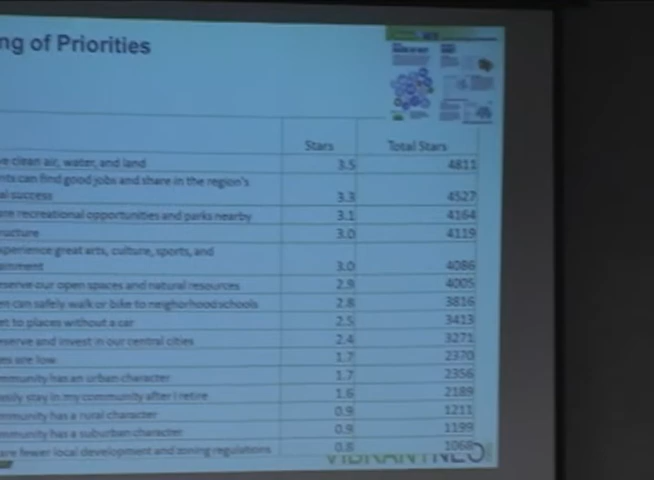 ng of Priorities
Stars Total Stars
e clean air, water, and land 3.5 4811
nts can find good jobs and share in the region's
al success 3.3 4527
are recreational opportunities and parks nearby 3.1 4164
ructure 3.0 4119
xperience great arts, culture, sports, and
ainment 3.0 4086
eserve our open spaces and natural resources 2.9 4005
en can safely walk or bike to neighorhood schools 2.8 3816
et to places without a car 2.5 3413
eserve and invest in our central cities 2.4 3271
es are low 1.7 2370
mmunity has an urban character 1.7 2356
easily stay in my community after I retire 1.6 2189
mmunity has a rural character 0.9 1211
mmunity has a suburban character 0.9 1199
are fewer local development and zoning regulations 0.8 1068
VIBRANTNEO